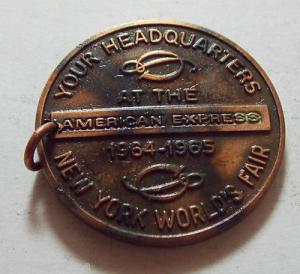 YOUR HEADQUARTERS
AT THE
AMERICAN EXPRESS
1964-1965
NEW YORK WORLD'S FAIR